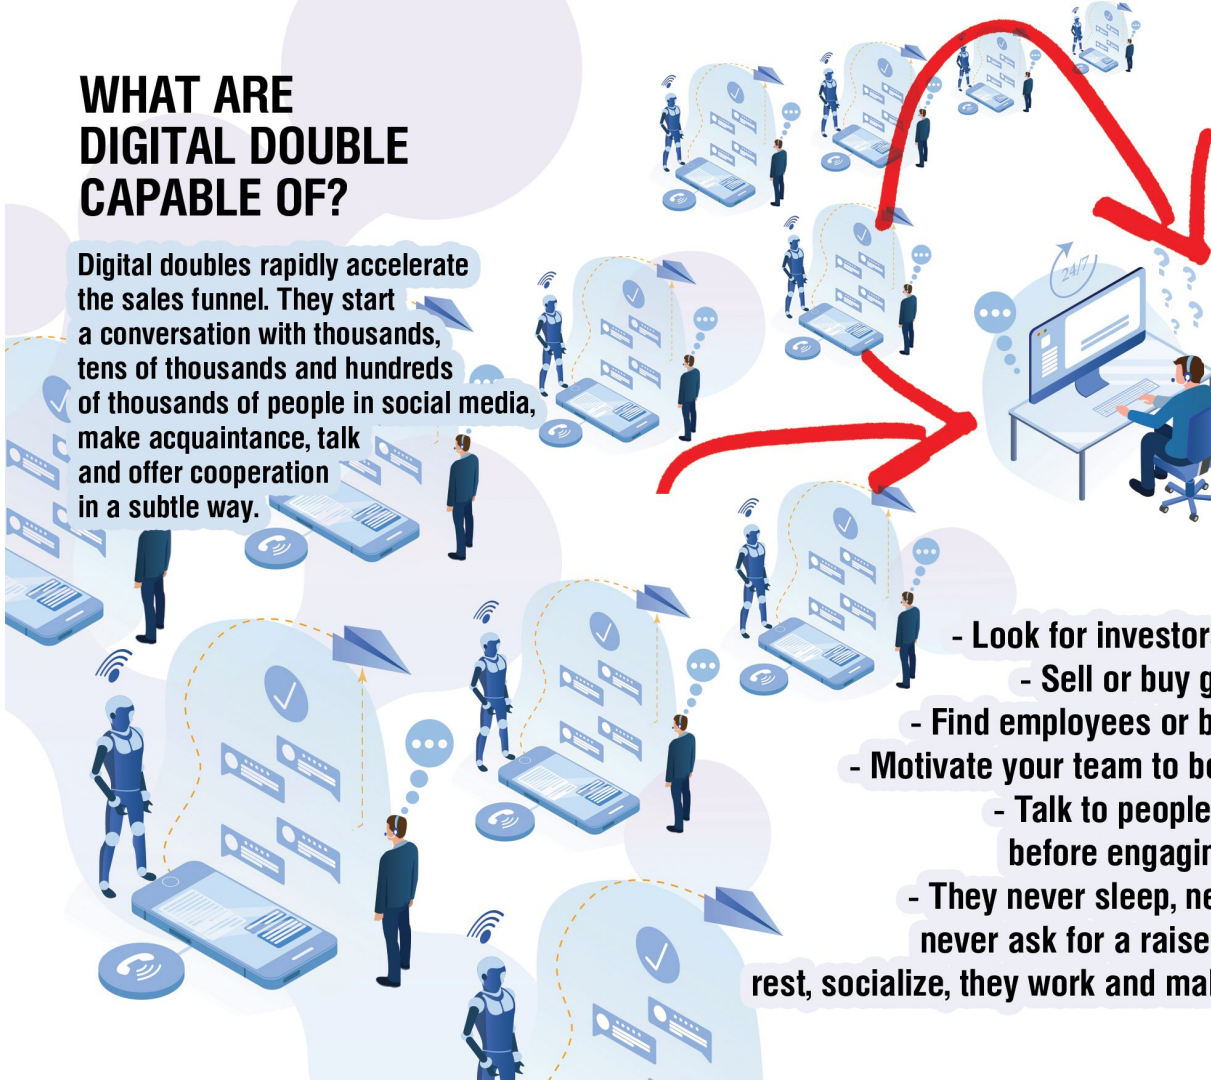 WHAT ARE
DIGITAL DOUBLE
CAPABLE OF?
Digital doubles rapidly accelerate
the sales funnel. They start
a conversation with thousands,
tens of thousands and hundreds
of thousands of people in social media,
make acquaintance, talk
and offer cooperation
in a subtle way.
24/7
- Look for investor
- Sell or buy
- Find employees or
- Motivate your team to
- Talk to people
before
- They never sleep,
never ask for a raise
rest, socialize, they work and